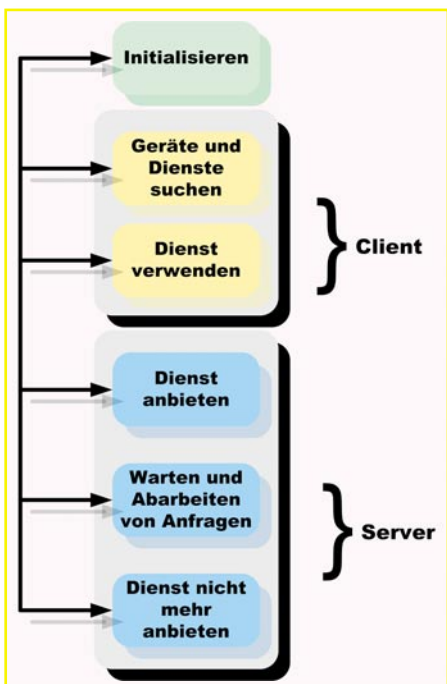 Initialisieren
Geräte und
Dienste
suchen
Dienst
verwenden
Client
Dienst
anbieten
Warten und
Abarbeiten
von Anfragen
Server
Dienst nicht
mehr
anbieten